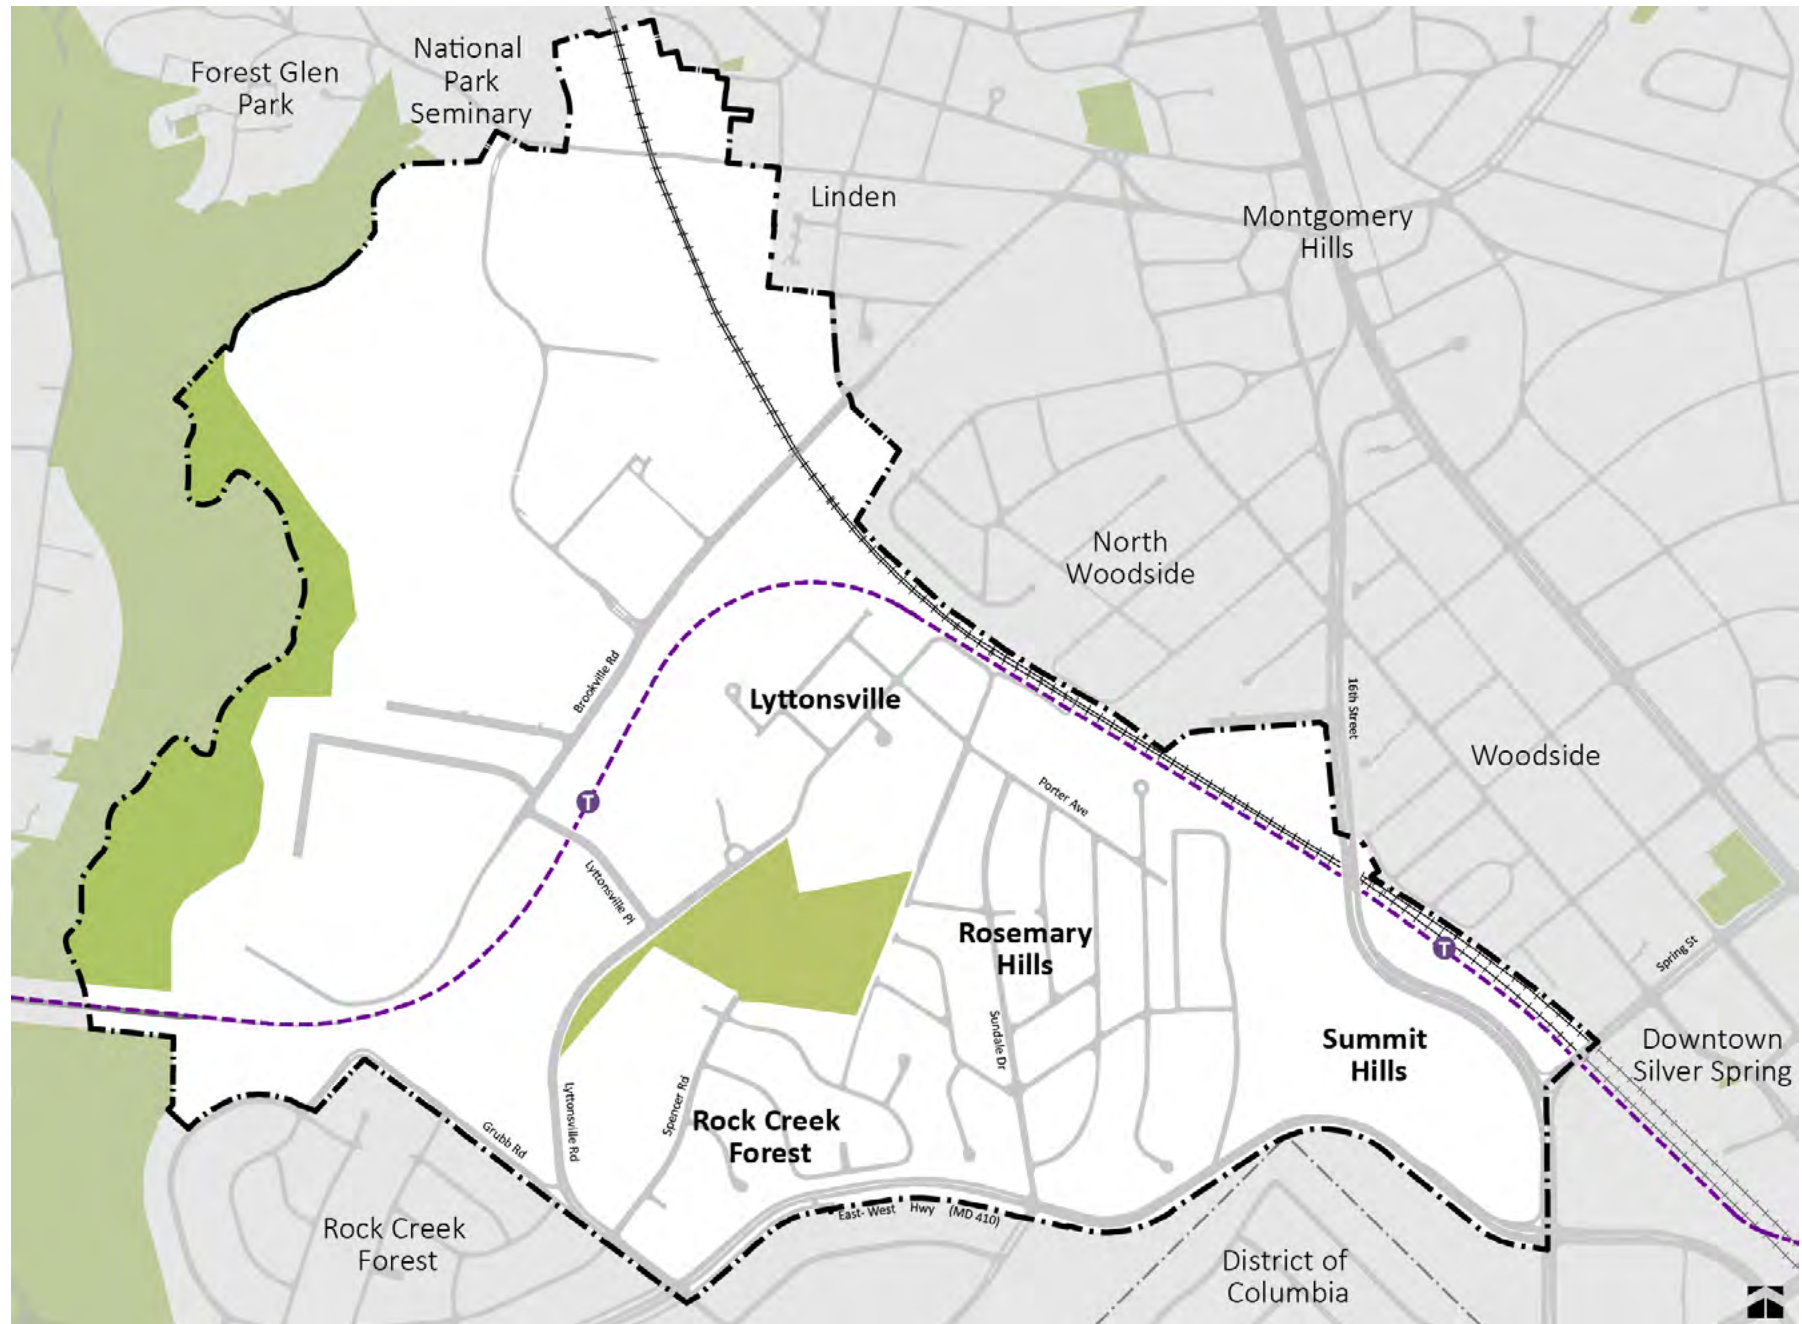 National
Park
Seminary
Forest Glen
Park
Linden
Montgomery
Hills
North
Woodside
Brookville Rd
Lyttonsville
16th Street
Woodside
T
Porter Ave
Lyttonsville Pl
Rosemary
Hills
T
Spring St
Sundale Dr
Summit
Hills
Downtown
Silver Spring
Lyttonsville Rd
Spencer Rd
Rock Creek
Forest
Grubb Rd
East-West Hwy (MD 410)
Rock Creek
Forest
District of
Columbia